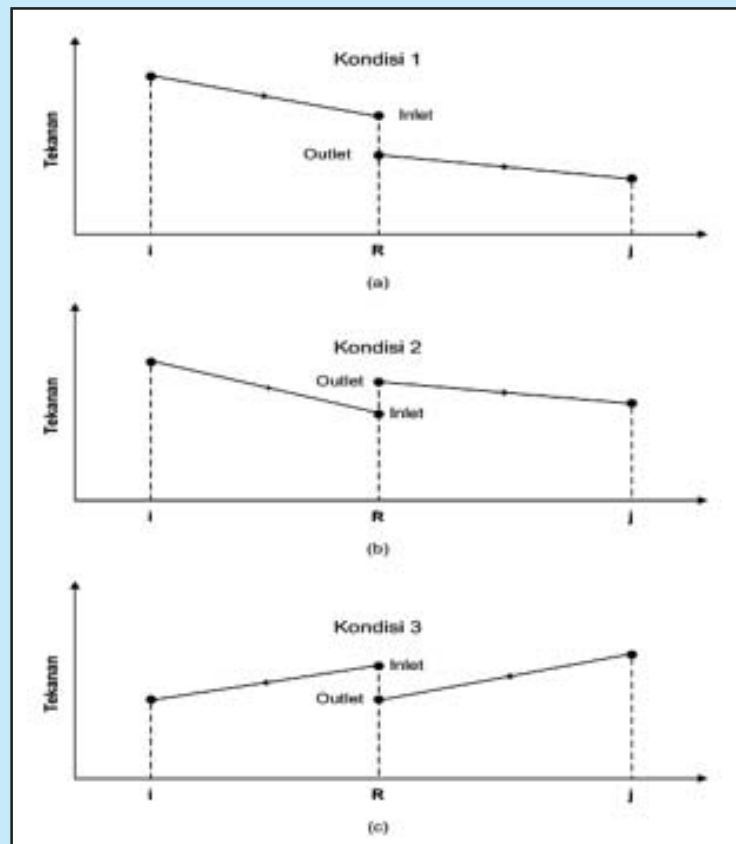 Kondisi 1
Tekanan
Inlet
Outlet
i R j
(a)
Kondisi 2
Tekanan
Outlet
Inlet
i R j
(b)
Kondisi 3
Tekanan
Inlet
Outlet
i R j
(c)